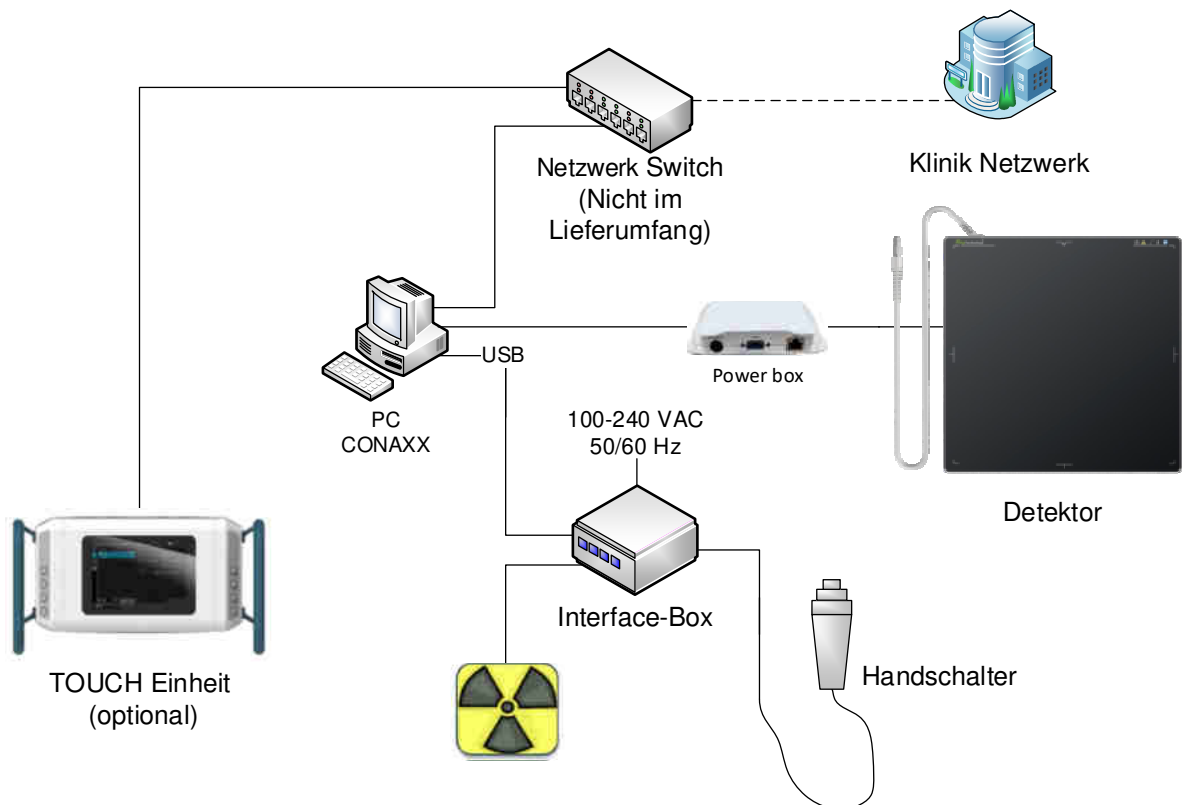 Netzwerk Switch
(Nicht im
Lieferumfang)
Klinik Netzwerk
USB
PC
CONAXX
Power box
100-240 VAC
50/60 Hz
Detektor
Interface-Box
TOUCH Einheit
(optional)
Handschalter